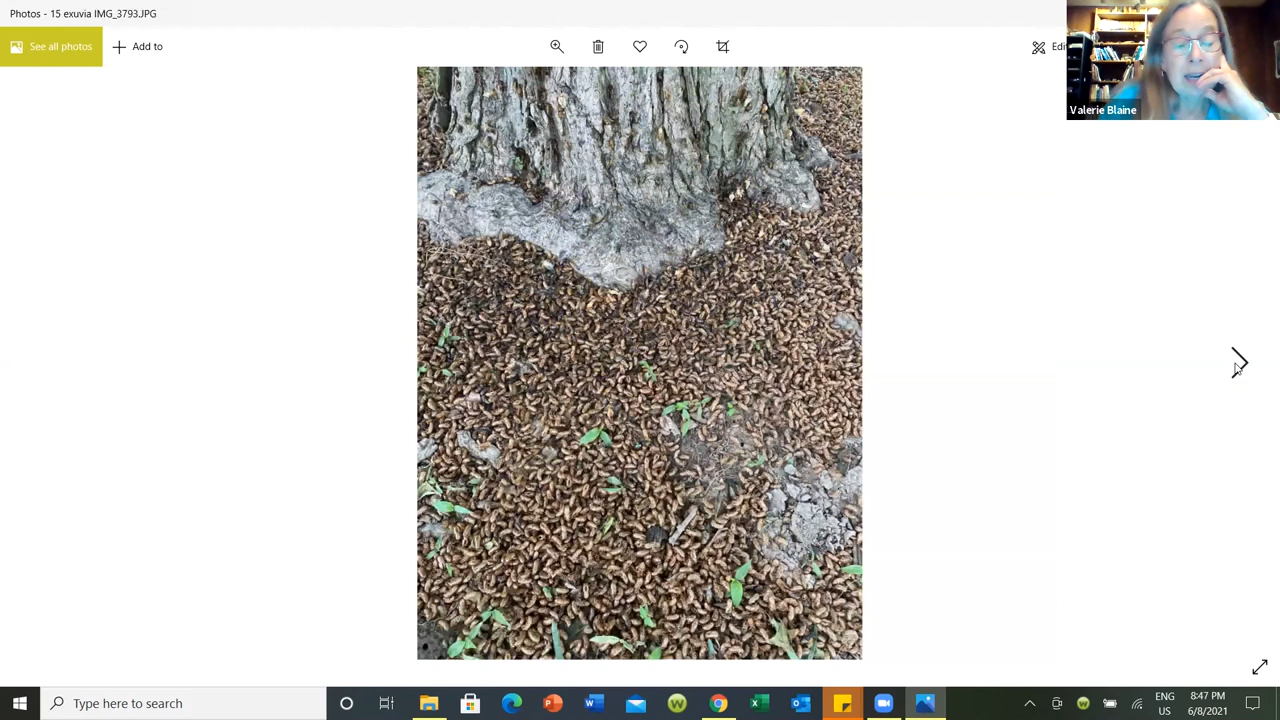 Photos - 15 exuvia IMG_3793.JPG
See all photos
Add to
Valerie Blaine
Type here to search
ENG
US
8:47 PM
6/8/2021